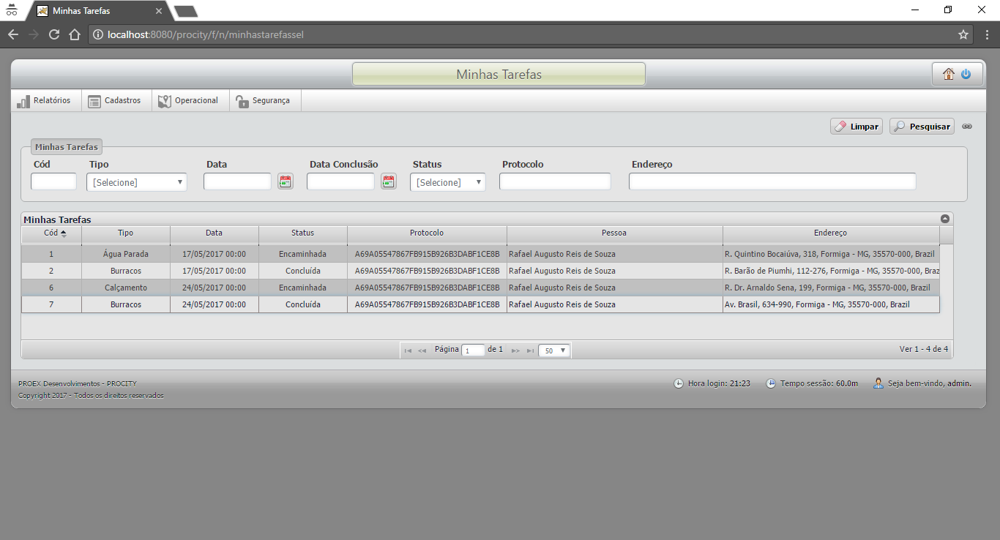 Minhas Tarefas
localhost:8080/procity/f/n/minhastarefassel
Minhas Tarefas
Relatórios Cadastros Operacional Segurança
Limpar Pesquisar
Minhas Tarefas
Cód Tipo Data Data Conclusão Status Protocolo Endereço
[Selecione] [Selecione]
Minhas Tarefas
Cód Tipo Data Status Protocolo Pessoa Endereço
1 Água Parada 17/05/2017 00:00 Encaminhada A69A05547867FB915B926B3DABF1CE8B Rafael Augusto Reis de Souza R. Quintino Bocaiúva, 318, Formiga - MG, 35570-000, Brazil
2 Burracos 17/05/2017 00:00 Concluída A69A05547867FB915B926B3DABF1CE8B Rafael Augusto Reis de Souza R. Barão de Piumhi, 112-276, Formiga - MG, 35570-000, Braz
6 Calçamento 24/05/2017 00:00 Encaminhada A69A05547867FB915B926B3DABF1CE8B Rafael Augusto Reis de Souza R. Dr. Arnaldo Sena, 199, Formiga - MG, 35570-000, Brazil
7 Burracos 24/05/2017 00:00 Concluída A69A05547867FB915B926B3DABF1CE8B Rafael Augusto Reis de Souza Av. Brasil, 634-990, Formiga - MG, 35570-000, Brazil
Página 1 de 1 50 Ver 1 - 4 de 4
PROEX Desenvolvimentos - PROCITY Hora login: 21:23 Tempo sessão: 60.0m Seja bem-vindo, admin.
Copyright 2017 - Todos os direitos reservados